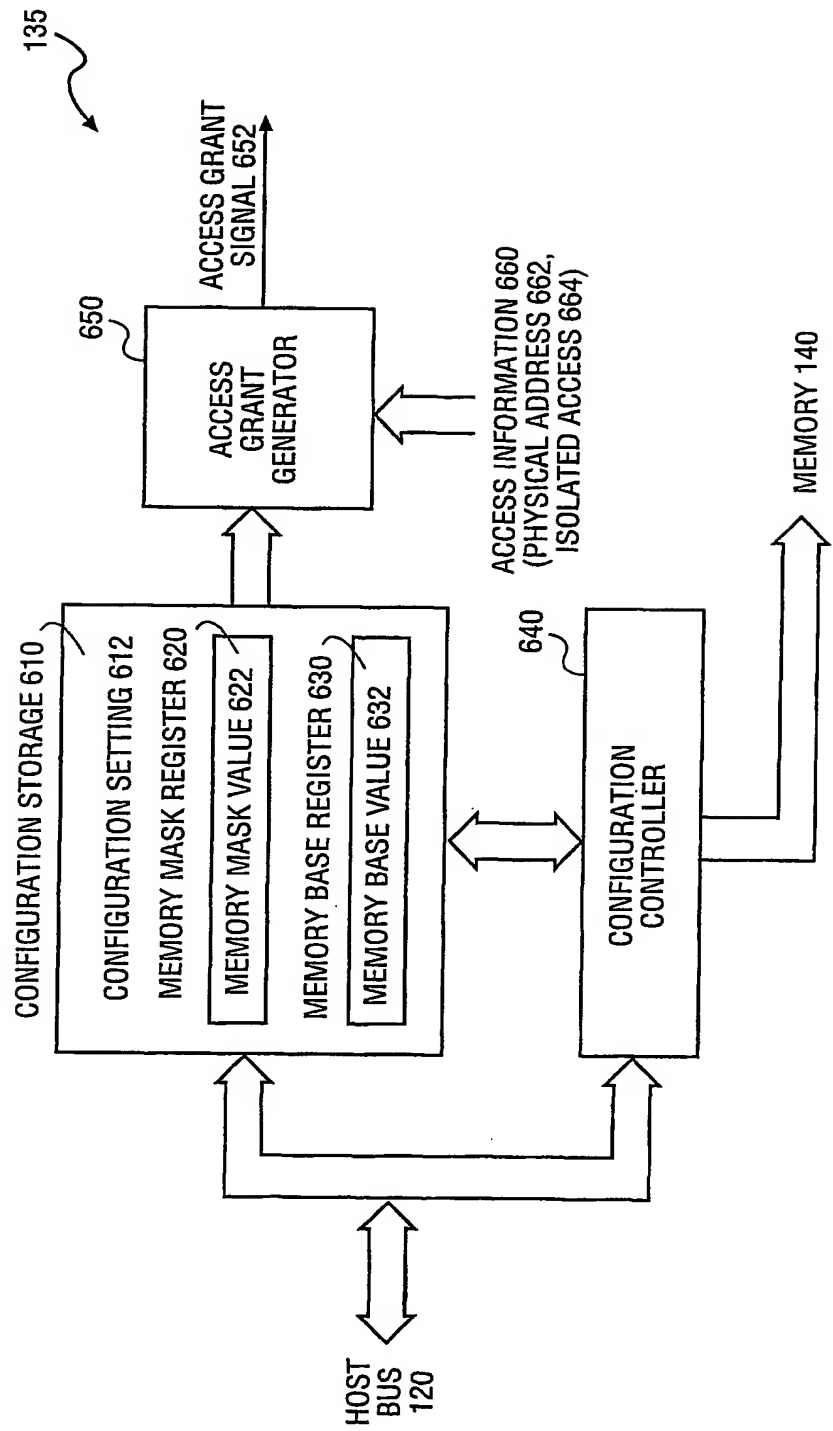 135
CONFIGURATION STORAGE 610
CONFIGURATION SETTING 612
MEMORY MASK REGISTER 620
MEMORY MASK VALUE 622
MEMORY BASE REGISTER 630
MEMORY BASE VALUE 632
650
ACCESS
GRANT
GENERATOR
ACCESS GRANT
SIGNAL 652
ACCESS INFORMATION 660
(PHYSICAL ADDRESS 662,
ISOLATED ACCESS 664)
HOST
BUS
120
640
CONFIGURATION
CONTROLLER
MEMORY 140